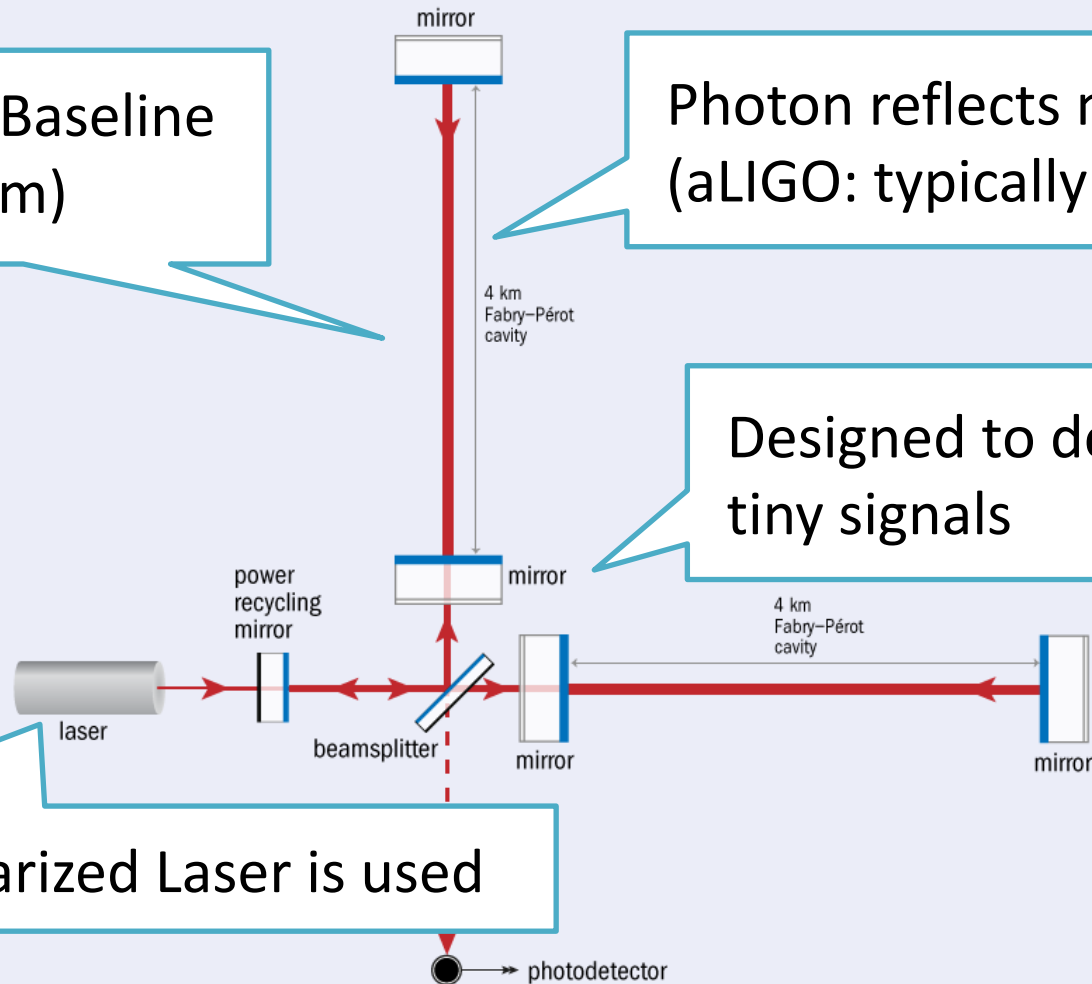 mirror
Baseline
m)
Photon reflects
(aLIGO: typically
4 km
Fabry–Pérot
cavity
Designed to
tiny signals
power
recycling
mirror
mirror
4 km
Fabry–Pérot
cavity
laser
beamsplitter
mirror
mirror
arized Laser is used
photodetector